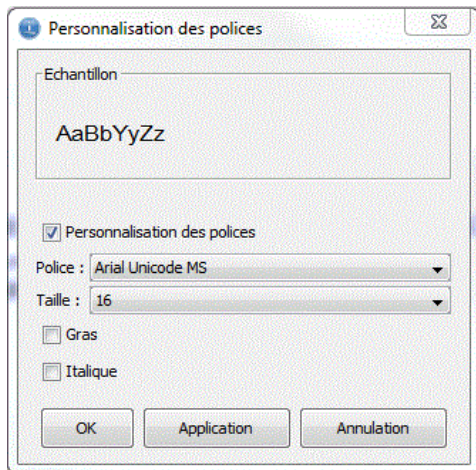 Personnalisation des polices
Echantillon
AaBbYyZz
Personnalisation des polices
Police : Arial Unicode MS
Taille : 16
Gras
Italique
OK Application Annulation